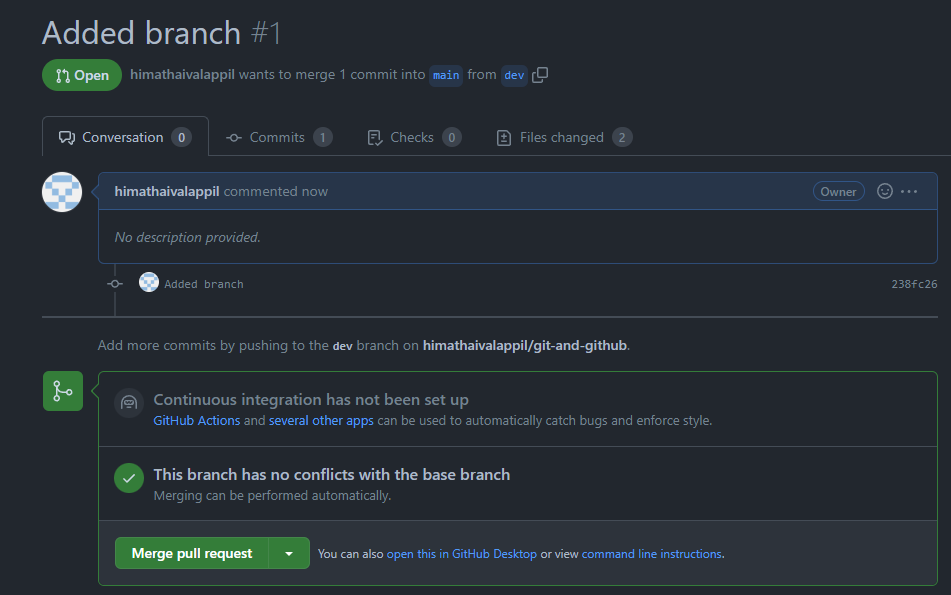 Added branch #1
Open himathaivalappil wants to merge 1 commit into main from dev
Conversation 0 Commits 1 Checks 0 Files changed 2
himathaivalappil commented now Owner
No description provided.
Added branch 238fc26
Add more commits by pushing to the dev branch on himathaivalappil/git-and-github.
Continuous integration has not been set up
GitHub Actions and several other apps can be used to automatically catch bugs and enforce style.
This branch has no conflicts with the base branch
Merging can be performed automatically.
Merge pull request You can also open this in GitHub Desktop or view command line instructions.